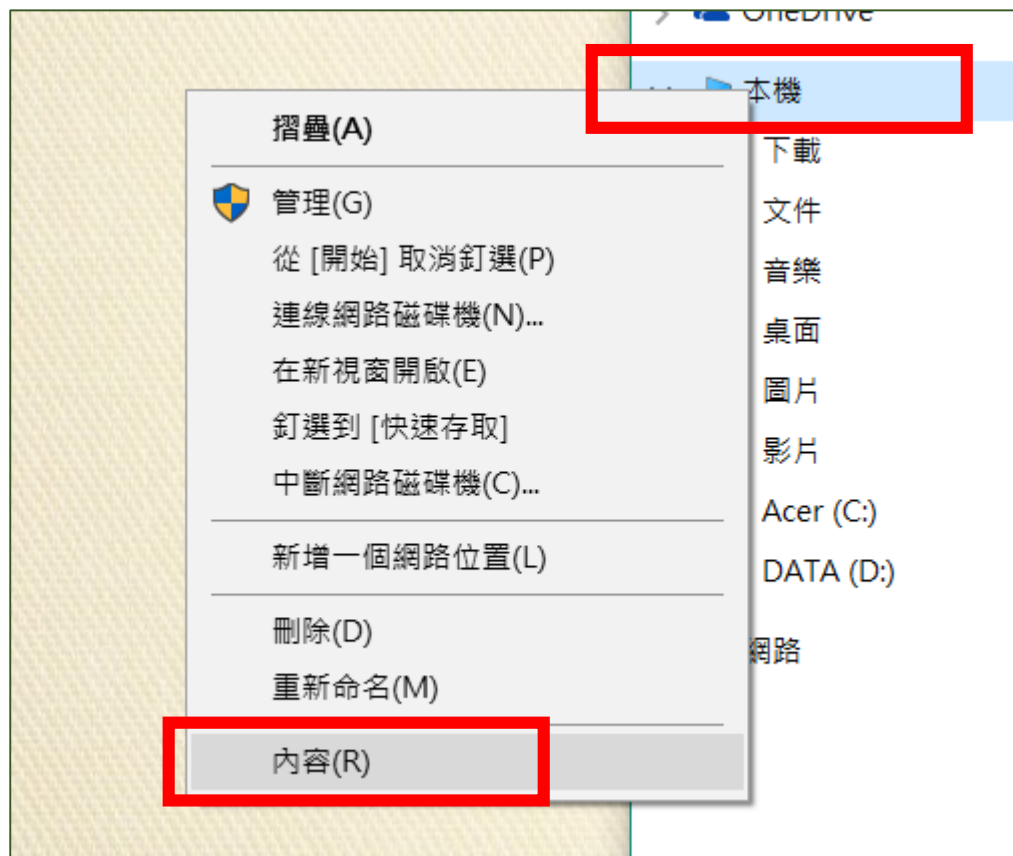 OneDrive
本機
摺疊(A)
下載
管理(G)
文件
從 [開始] 取消釘選(P)
音樂
連線網路磁碟機(N)...
桌面
在新視窗開啟(E)
圖片
釘選到 [快速存取]
影片
中斷網路磁碟機(C)...
Acer (C:)
新增一個網路位置(L)
DATA (D:)
刪除(D)
網路
重新命名(M)
內容(R)